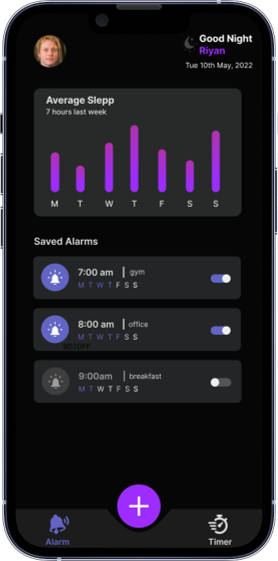 Good Night
Riyan
Tue 10th May, 2022
Average Slepp
7 hours last week
M T W T F S S
Saved Alarms
7:00 am | gym
M T W T F S S
8:00 am | office
M T W T F S S
9:00am | breakfast
M T W T F S S
Alarm
Timer